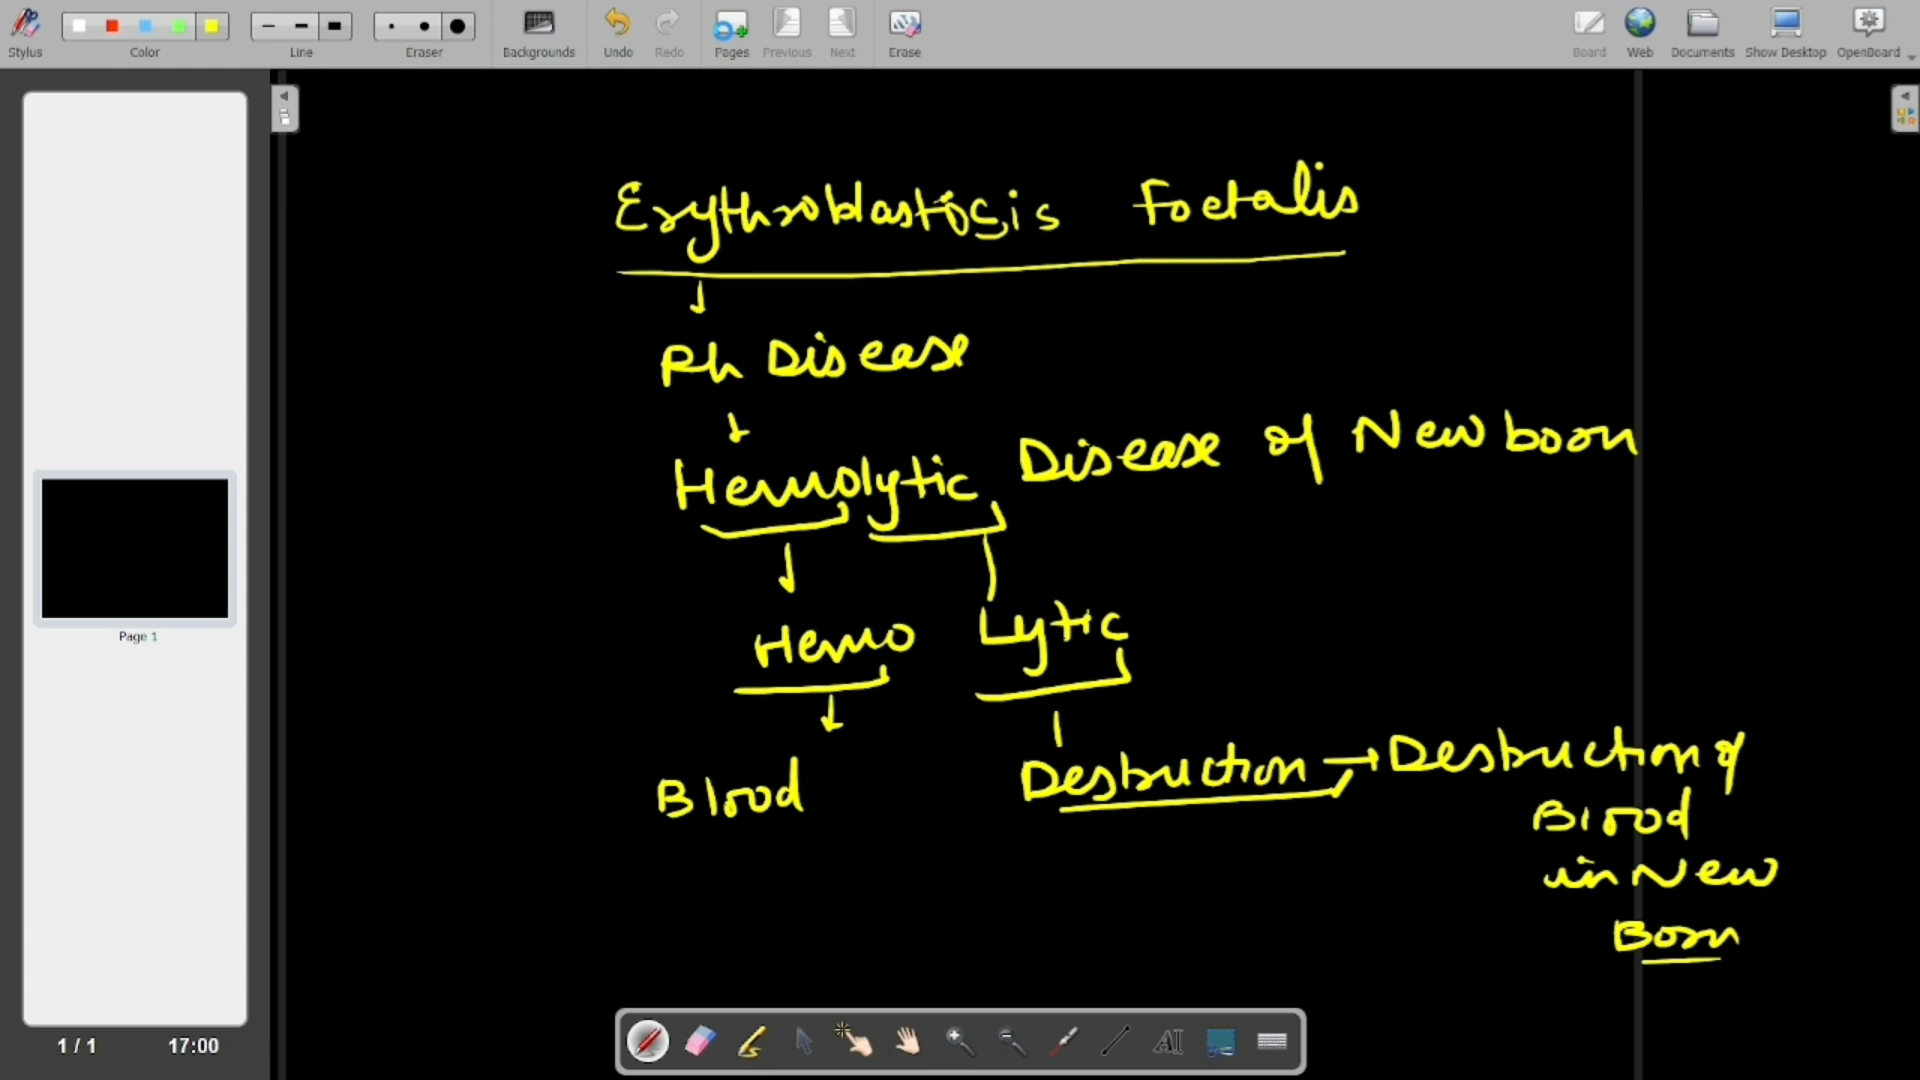 Stylus
Color
Line
Eraser
Backgrounds
Undo
Redo
Pages
Previous
Next
Erase
Board
Web
Documents
Show Desktop
OpenBoard
Erythroblastosis Foetalis
Rh Disease
Hemolytic Disease of New born
Hemo Lytic
Blood Destruction → Destruction of
Blood
in New
Born
Page 1
1 / 1 17:00
AI